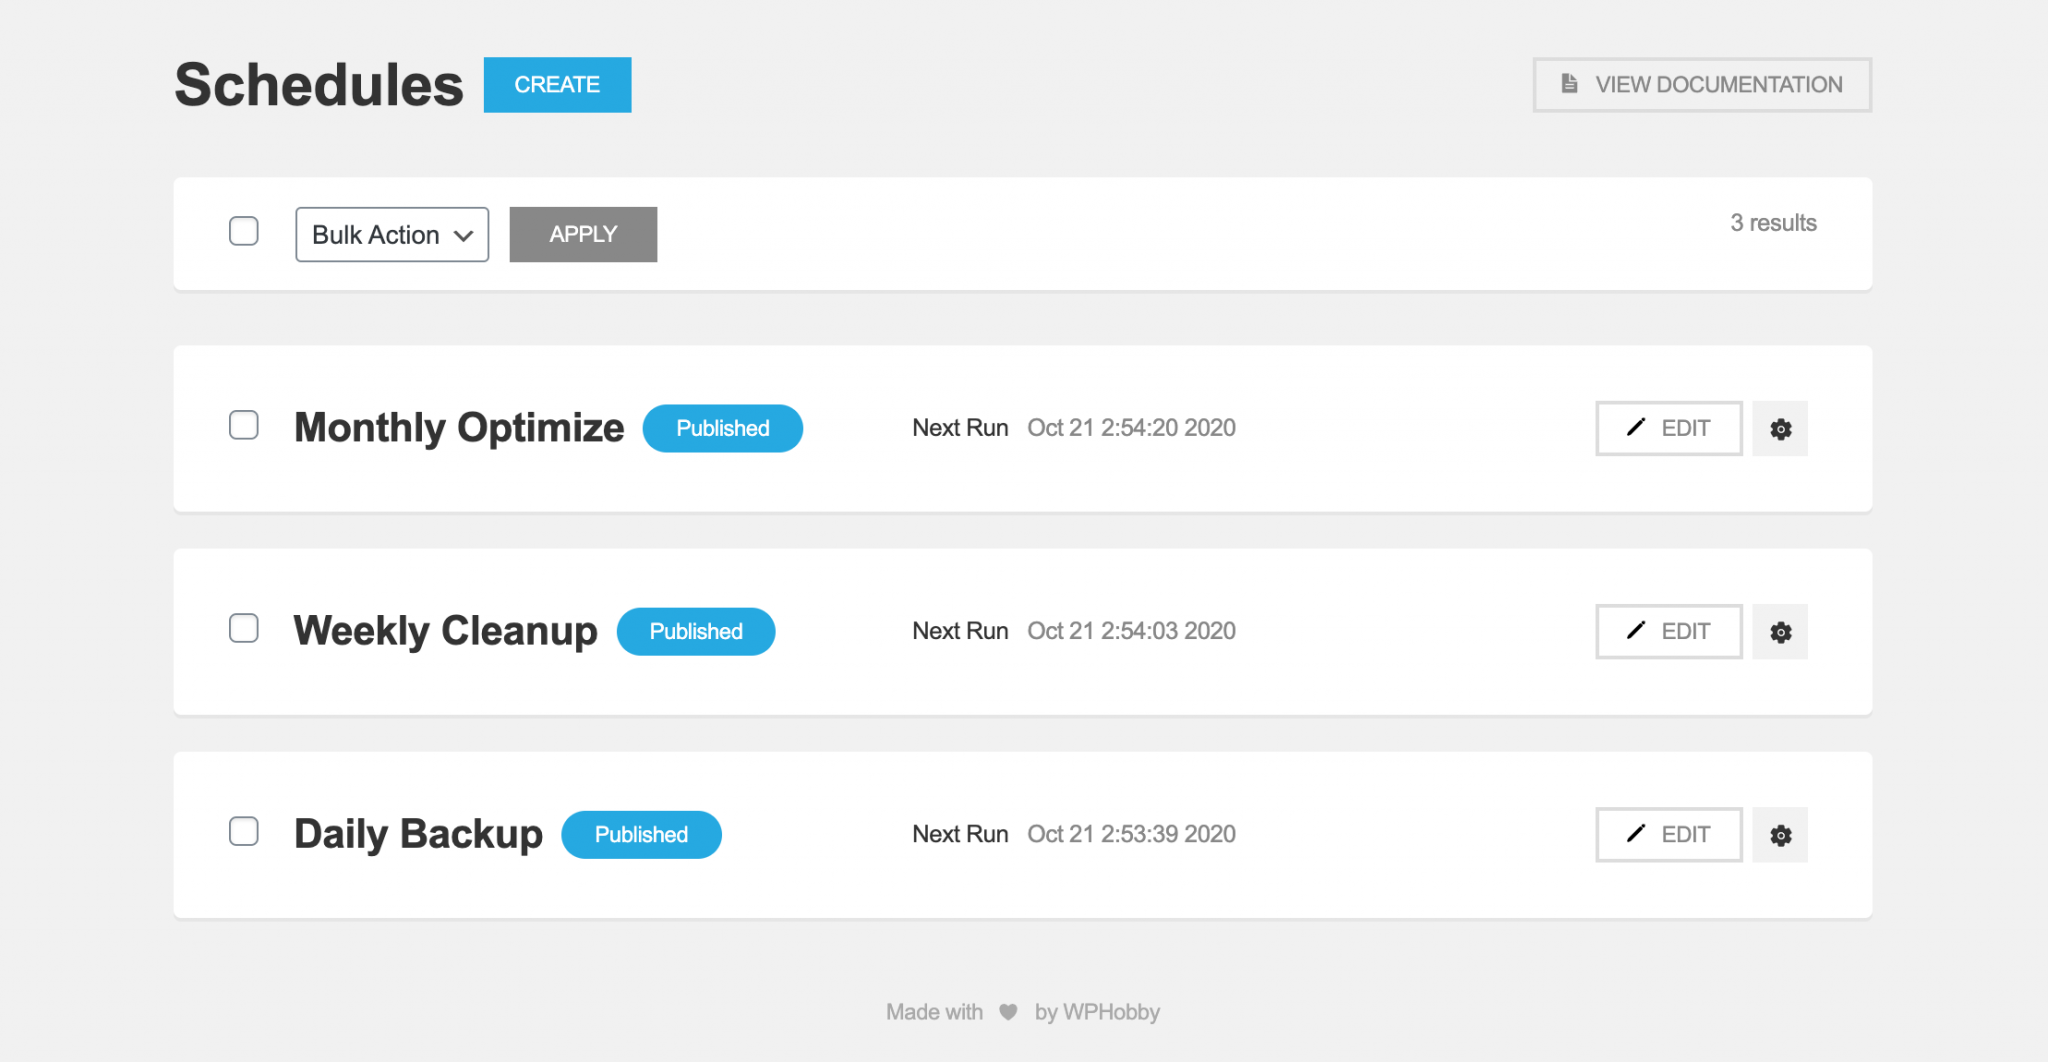 Schedules CREATE VIEW DOCUMENTATION
Bulk Action APPLY 3 results
Monthly Optimize Published Next Run Oct 21 2:54:20 2020 EDIT
Weekly Cleanup Published Next Run Oct 21 2:54:03 2020 EDIT
Daily Backup Published Next Run Oct 21 2:53:39 2020 EDIT
Made with by WPHobby